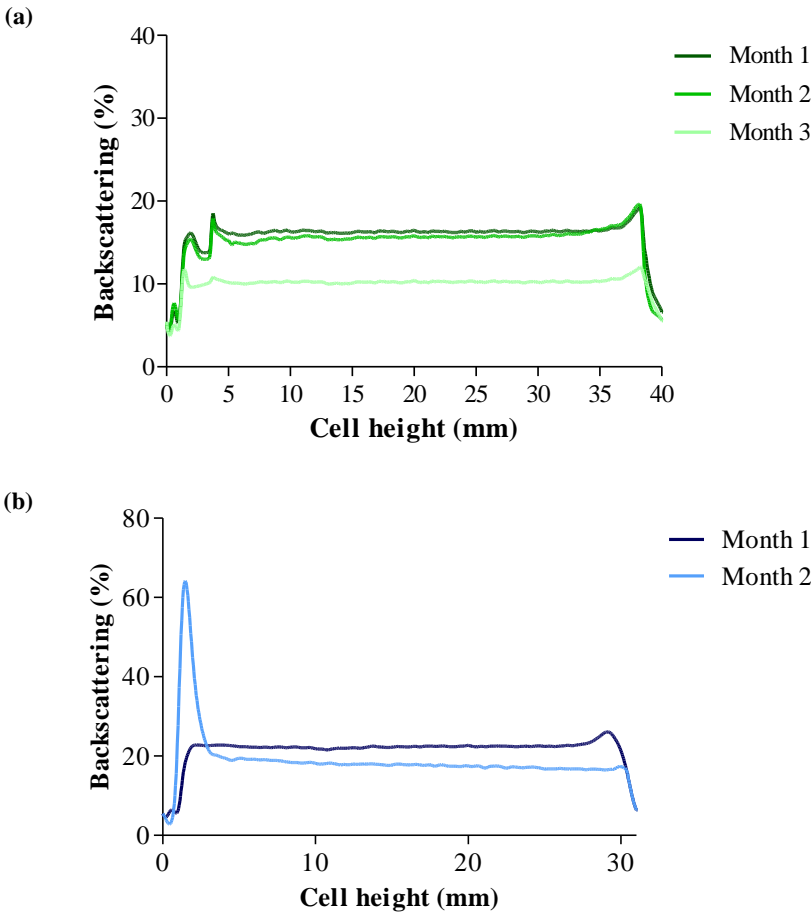 (a)
40
30
20
10
0
Backscattering (%)
0 5 10 15 20 25 30 35 40
Cell height (mm)
Month 1
Month 2
Month 3
(b)
80
60
40
20
0
Backscattering (%)
0 10 20 30
Cell height (mm)
Month 1
Month 2